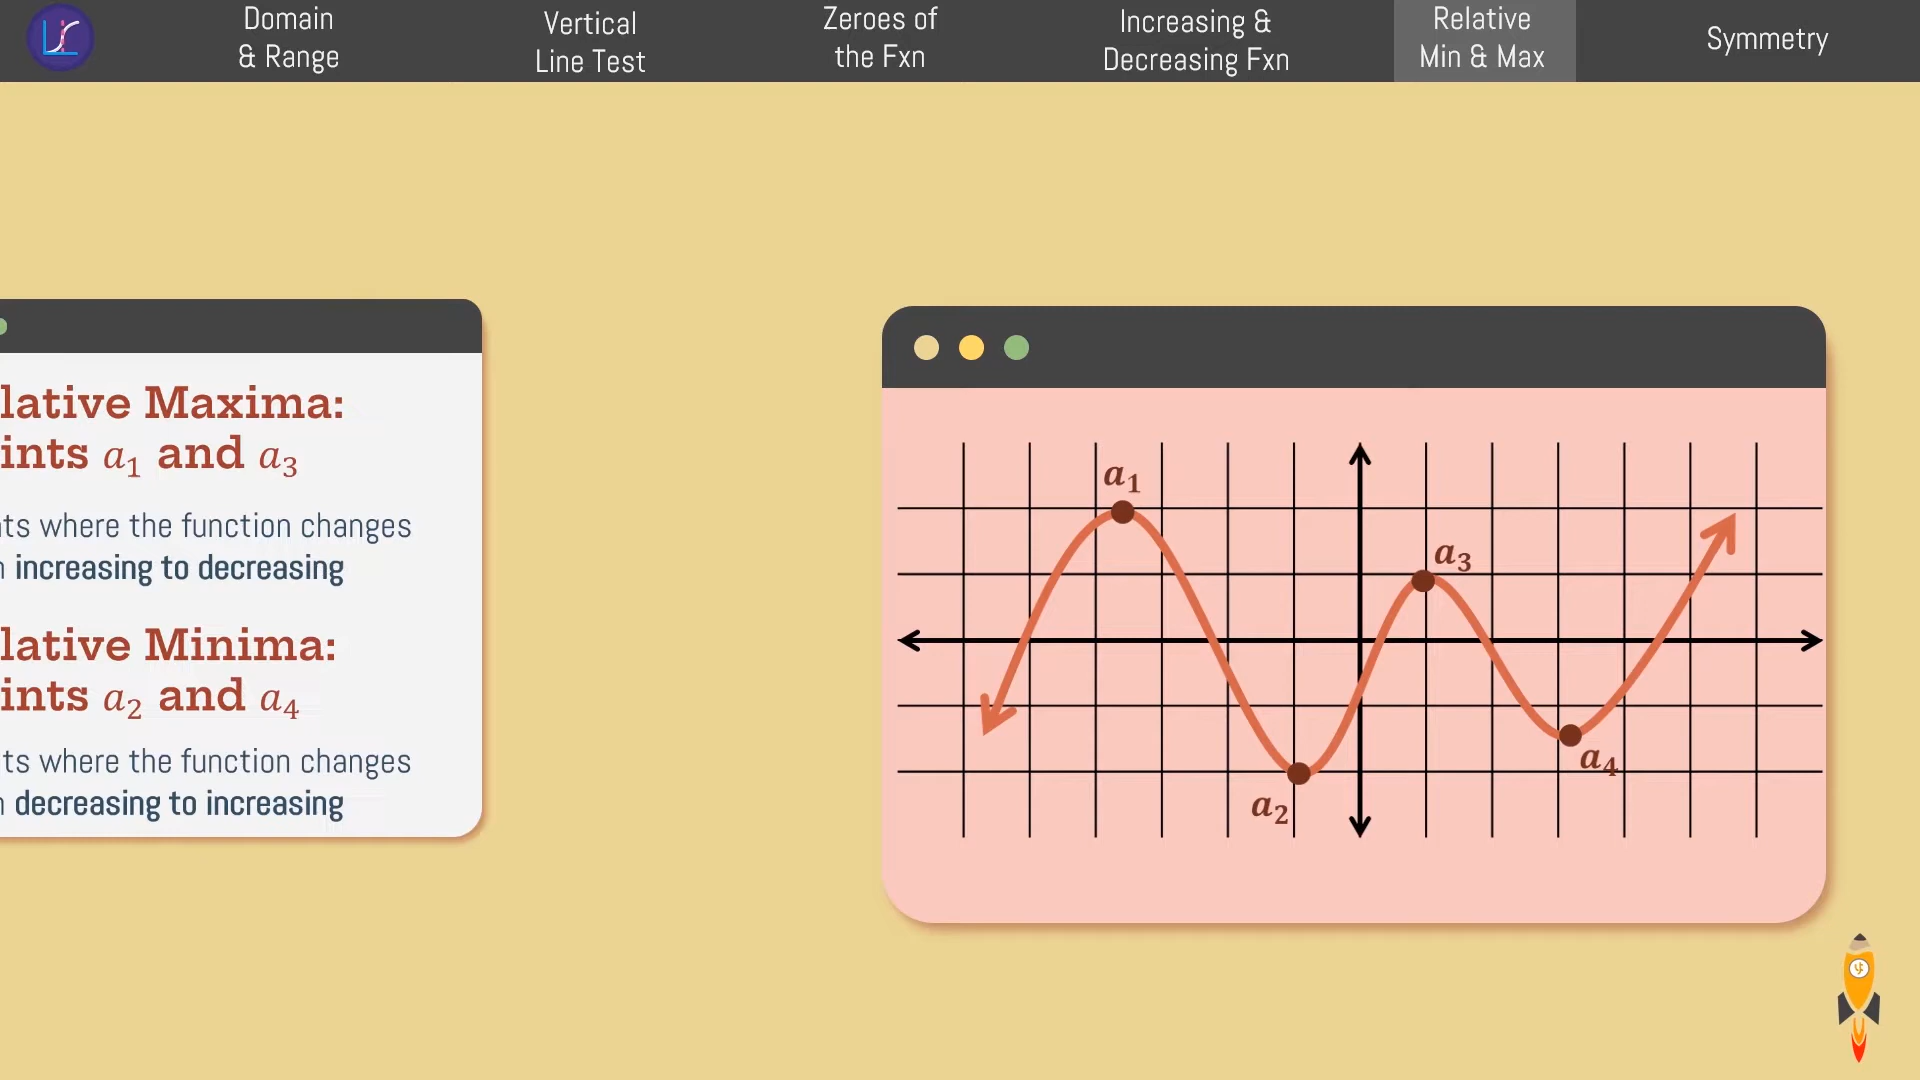 Domain
& Range
Vertical
Line Test
Zeroes of
the Fxn
Increasing &
Decreasing Fxn
Relative
Min & Max
Symmetry
lative Maxima:
ints a₁ and a₃
ts where the function changes
increasing to decreasing
lative Minima:
ints a₂ and a₄
ts where the function changes
decreasing to increasing
a₁
a₃
a₄
a₂